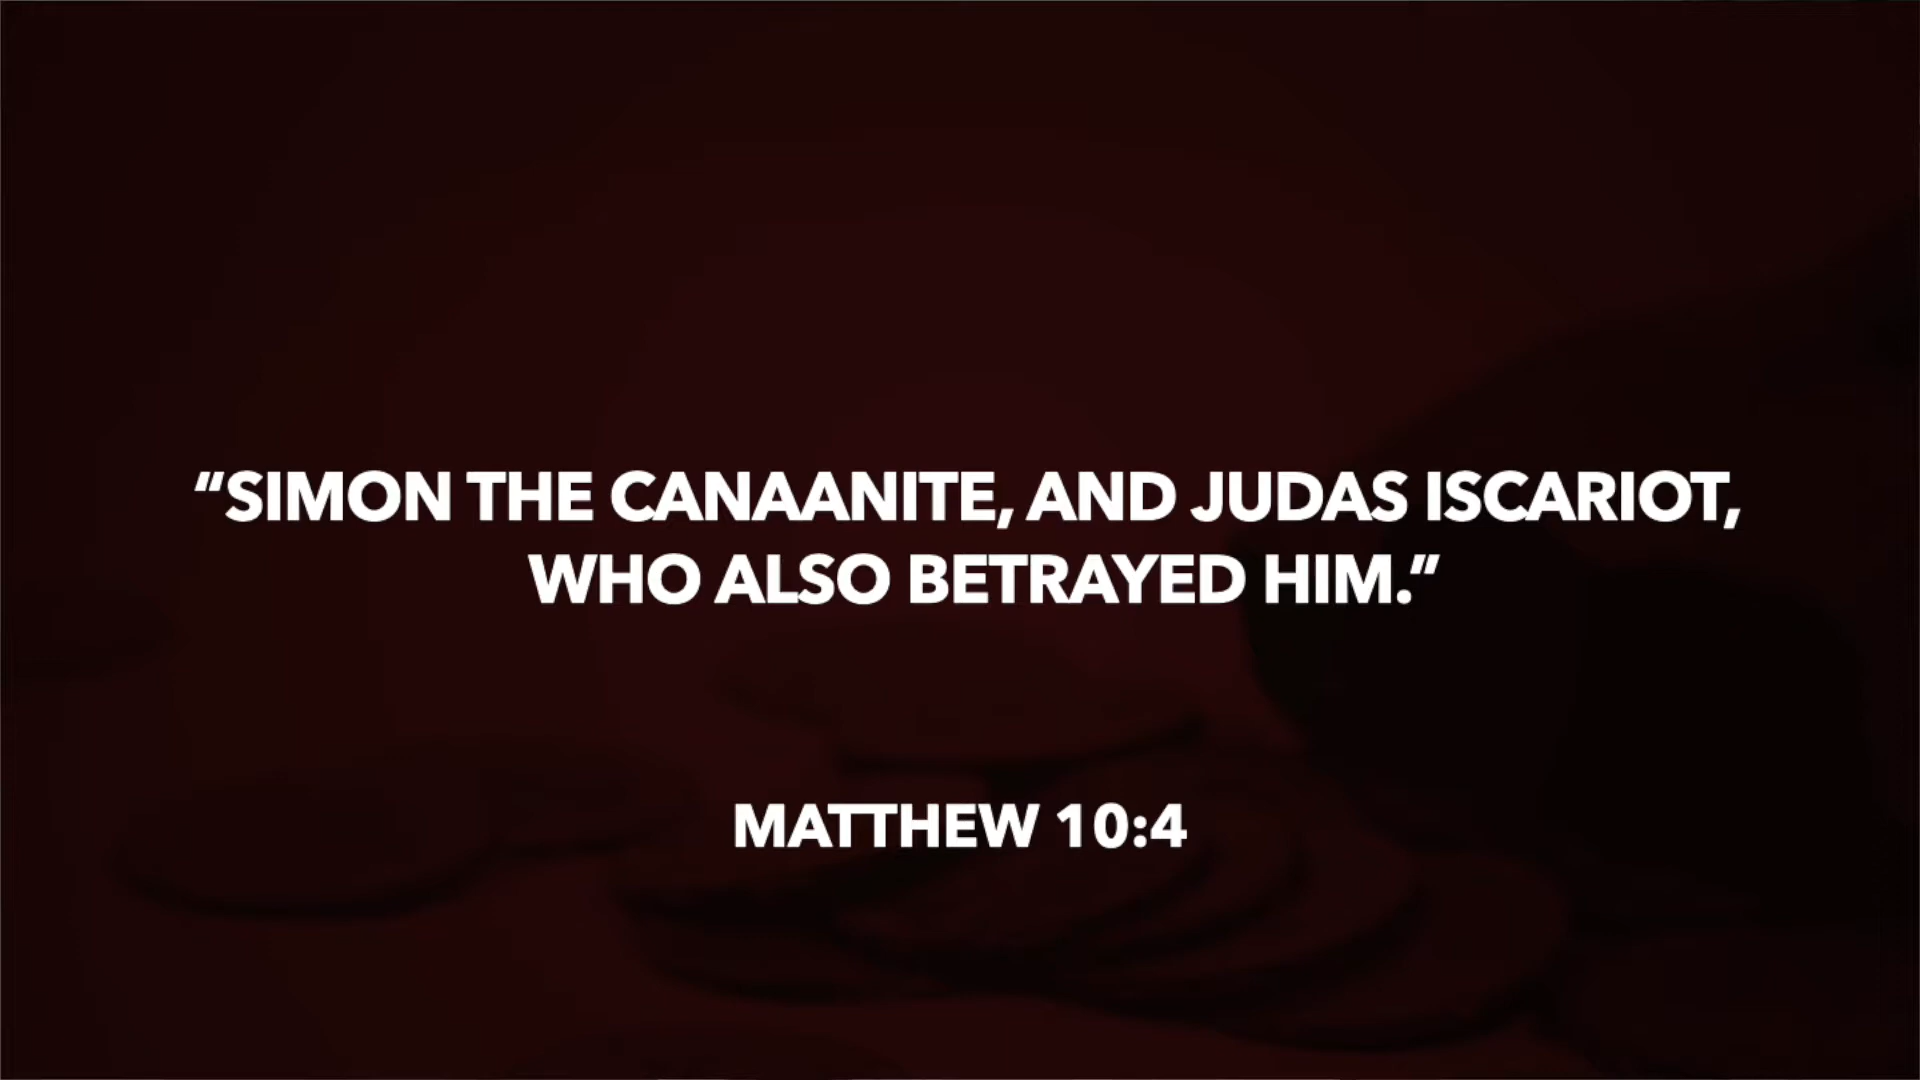 “SIMON THE CANAANITE, AND JUDAS ISCARIOT,
WHO ALSO BETRAYED HIM.”
MATTHEW 10:4